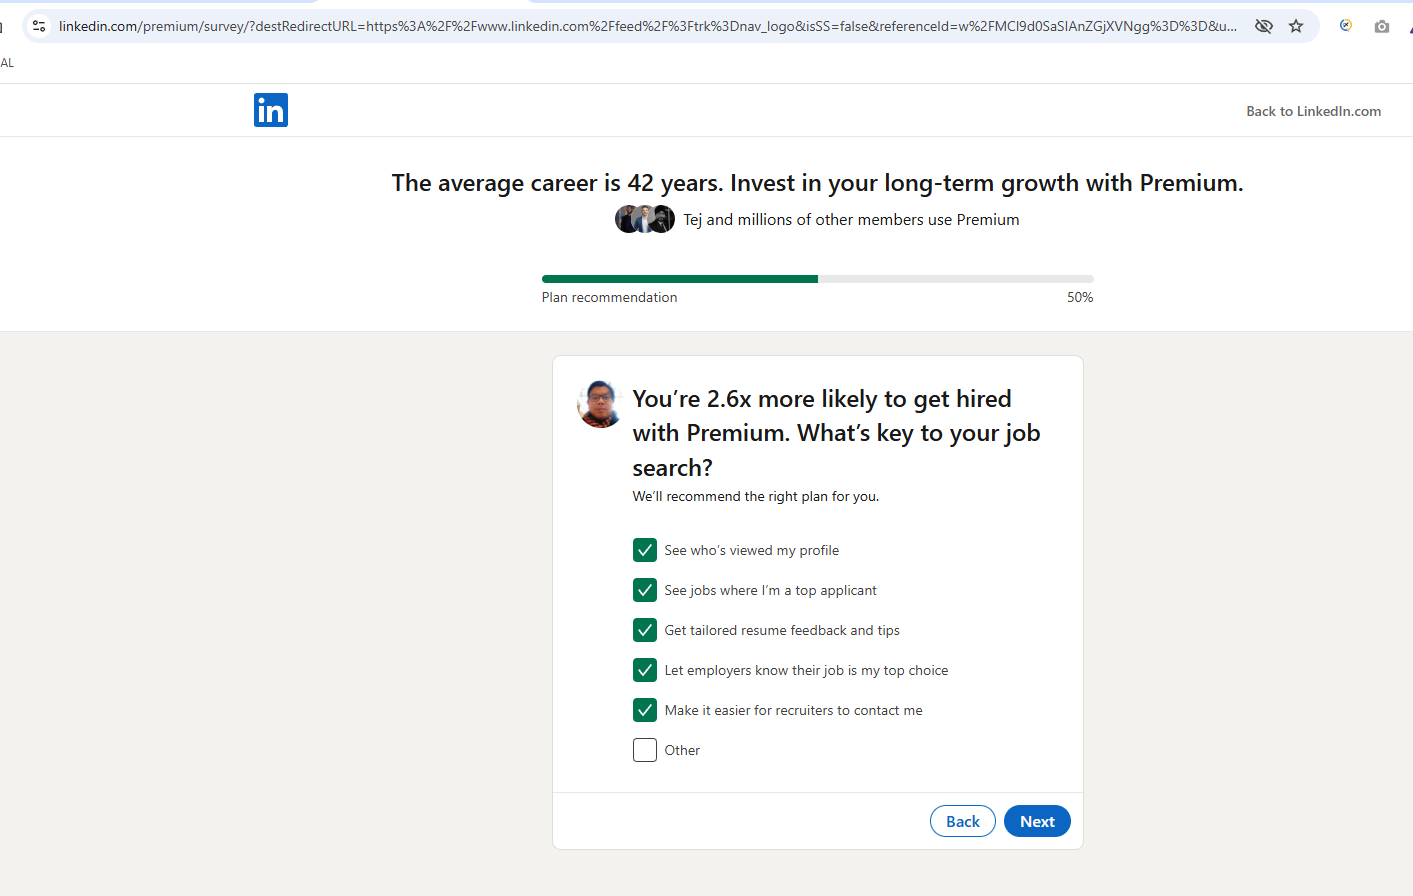 linkedin.com/premium/survey/?destRedirectURL=https%3A%2F%2Fwww.linkedin.com%2Ffeed%2F%3Ftrk%3Dnav_logo&isSS=false&referenceId=w%2FMCI9d0SaSIAnZGjXVNgg%3D%3D&u...
AL
in
Back to LinkedIn.com
The average career is 42 years. Invest in your long-term growth with Premium.
Tej and millions of other members use Premium
Plan recommendation 50%
You’re 2.6x more likely to get hired
with Premium. What’s key to your job
search?
We’ll recommend the right plan for you.
See who’s viewed my profile
See jobs where I’m a top applicant
Get tailored resume feedback and tips
Let employers know their job is my top choice
Make it easier for recruiters to contact me
Other
Back Next